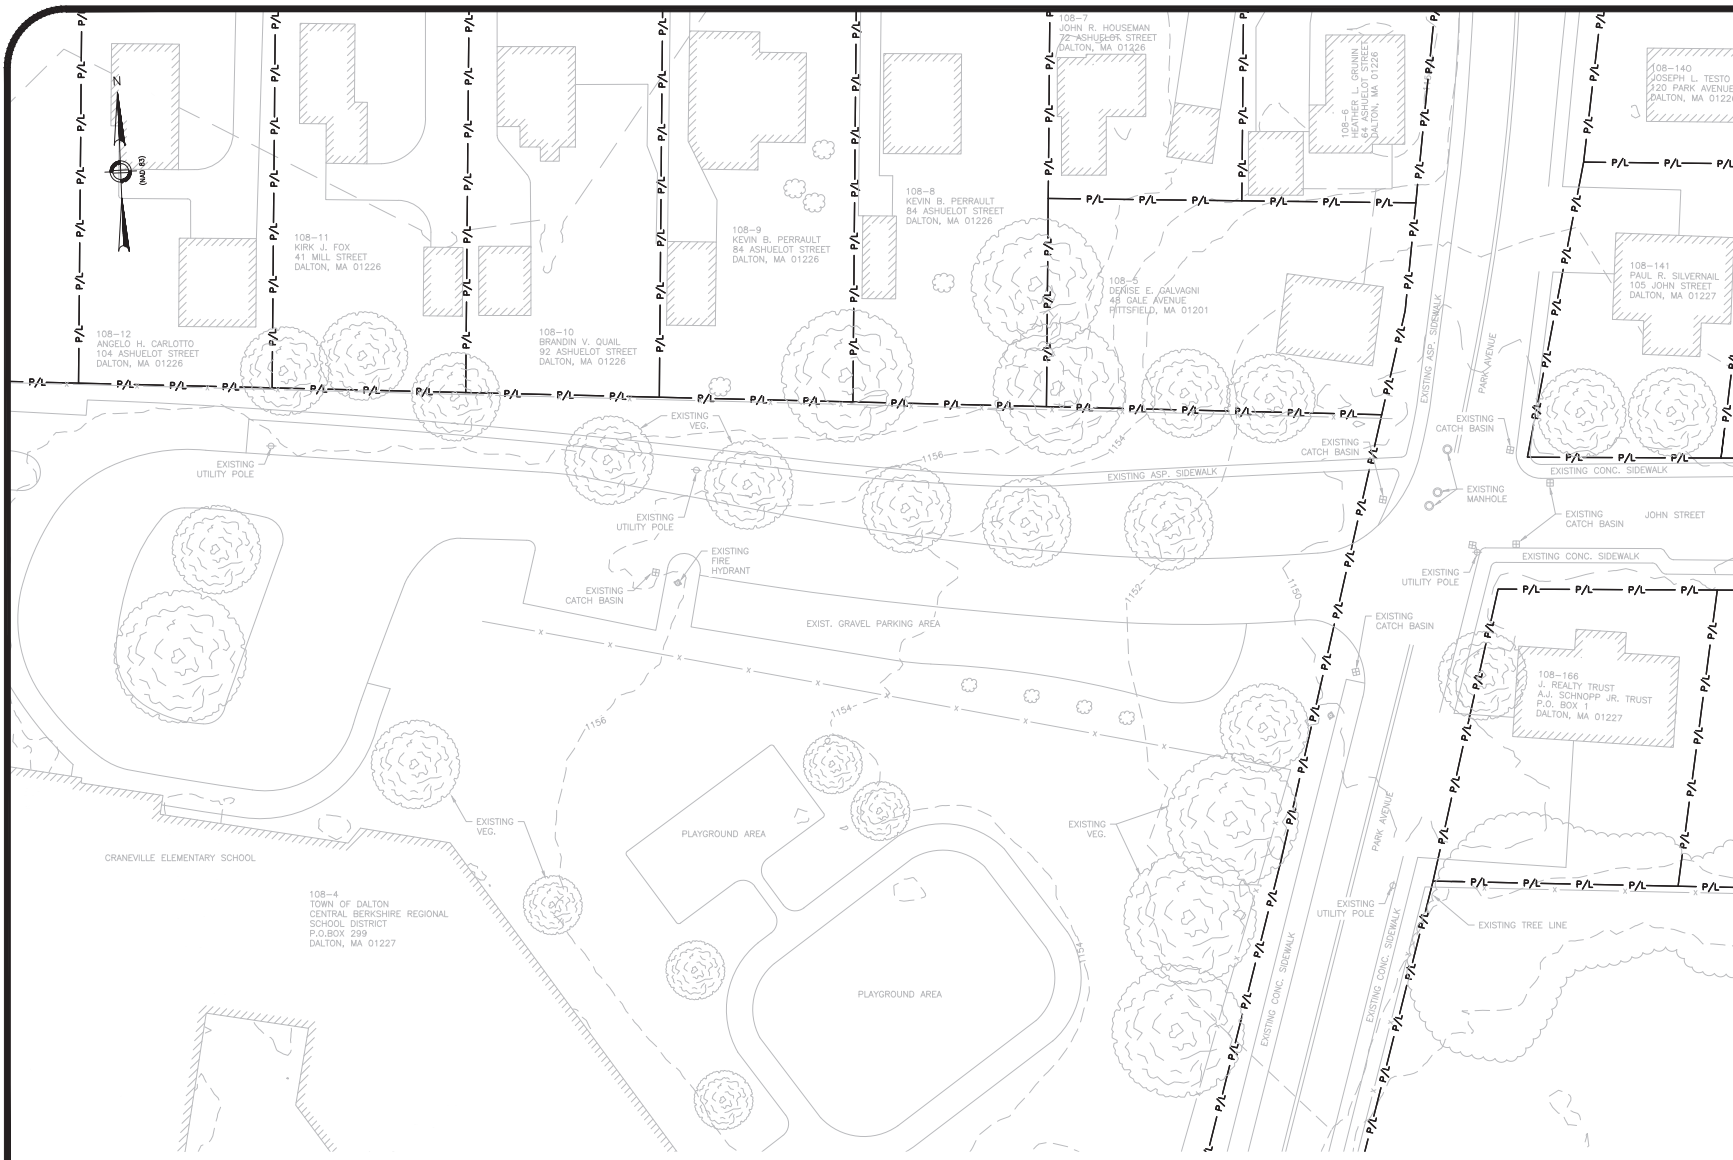 108-7
JOHN R. HOUSEMAN
72 ASHUELOT STREET
DALTON, MA 01226
108-6
HEATHER L. GRUNIN
64 ASHUELOT STREET
DALTON, MA 01226
108-140
JOSEPH L. TESTO
120 PARK AVENUE
DALTON, MA
N
(NAD 83)
108-8
KEVIN B. PERRAULT
84 ASHUELOT STREET
DALTON, MA 01226
108-11
KIRK J. FOX
41 MILL STREET
DALTON, MA 01226
108-9
KEVIN B. PERRAULT
84 ASHUELOT STREET
DALTON, MA 01226
108-5
DENISE E. GALVAGNI
48 GALE AVENUE
PITTSFIELD, MA 01201
108-141
PAUL R. SILVERNAIL
105 JOHN STREET
DALTON, MA 01227
108-12
ANGELO H. CARLOTTO
104 ASHUELOT STREET
DALTON, MA 01226
108-10
BRANDIN V. QUAIL
92 ASHUELOT STREET
DALTON, MA 01226
EXISTING ASP. SIDEWALK
PARK AVENUE
P/L P/L P/L P/L P/L P/L
EXISTING
VEG.
EXISTING
CATCH BASIN
EXISTING
CATCH BASIN
1156
1154
EXISTING
UTILITY POLE
EXISTING ASP. SIDEWALK
EXISTING CONC. SIDEWALK
EXISTING
MANHOLE
EXISTING
UTILITY POLE
EXISTING
CATCH BASIN
JOHN STREET
EXISTING
FIRE
HYDRANT
EXISTING CONC. SIDEWALK
EXISTING
UTILITY POLE
EXISTING
CATCH BASIN
1152
1150
EXIST. GRAVEL PARKING AREA
EXISTING
CATCH BASIN
108-166
J. REALTY TRUST
A.J. SCHNOPP JR. TRUST
P.O. BOX 1
DALTON, MA 01227
1156
1154
EXISTING
VEG.
PLAYGROUND AREA
EXISTING
VEG.
PARK AVENUE
CRANEVILLE ELEMENTARY SCHOOL
108-4
TOWN OF DALTON
CENTRAL BERKSHIRE REGIONAL
SCHOOL DISTRICT
P.O.BOX 299
DALTON, MA 01227
EXISTING
UTILITY POLE
EXISTING TREE LINE
1154
EXISTING CONC. SIDEWALK
EXISTING CONC. SIDEWALK
PLAYGROUND AREA